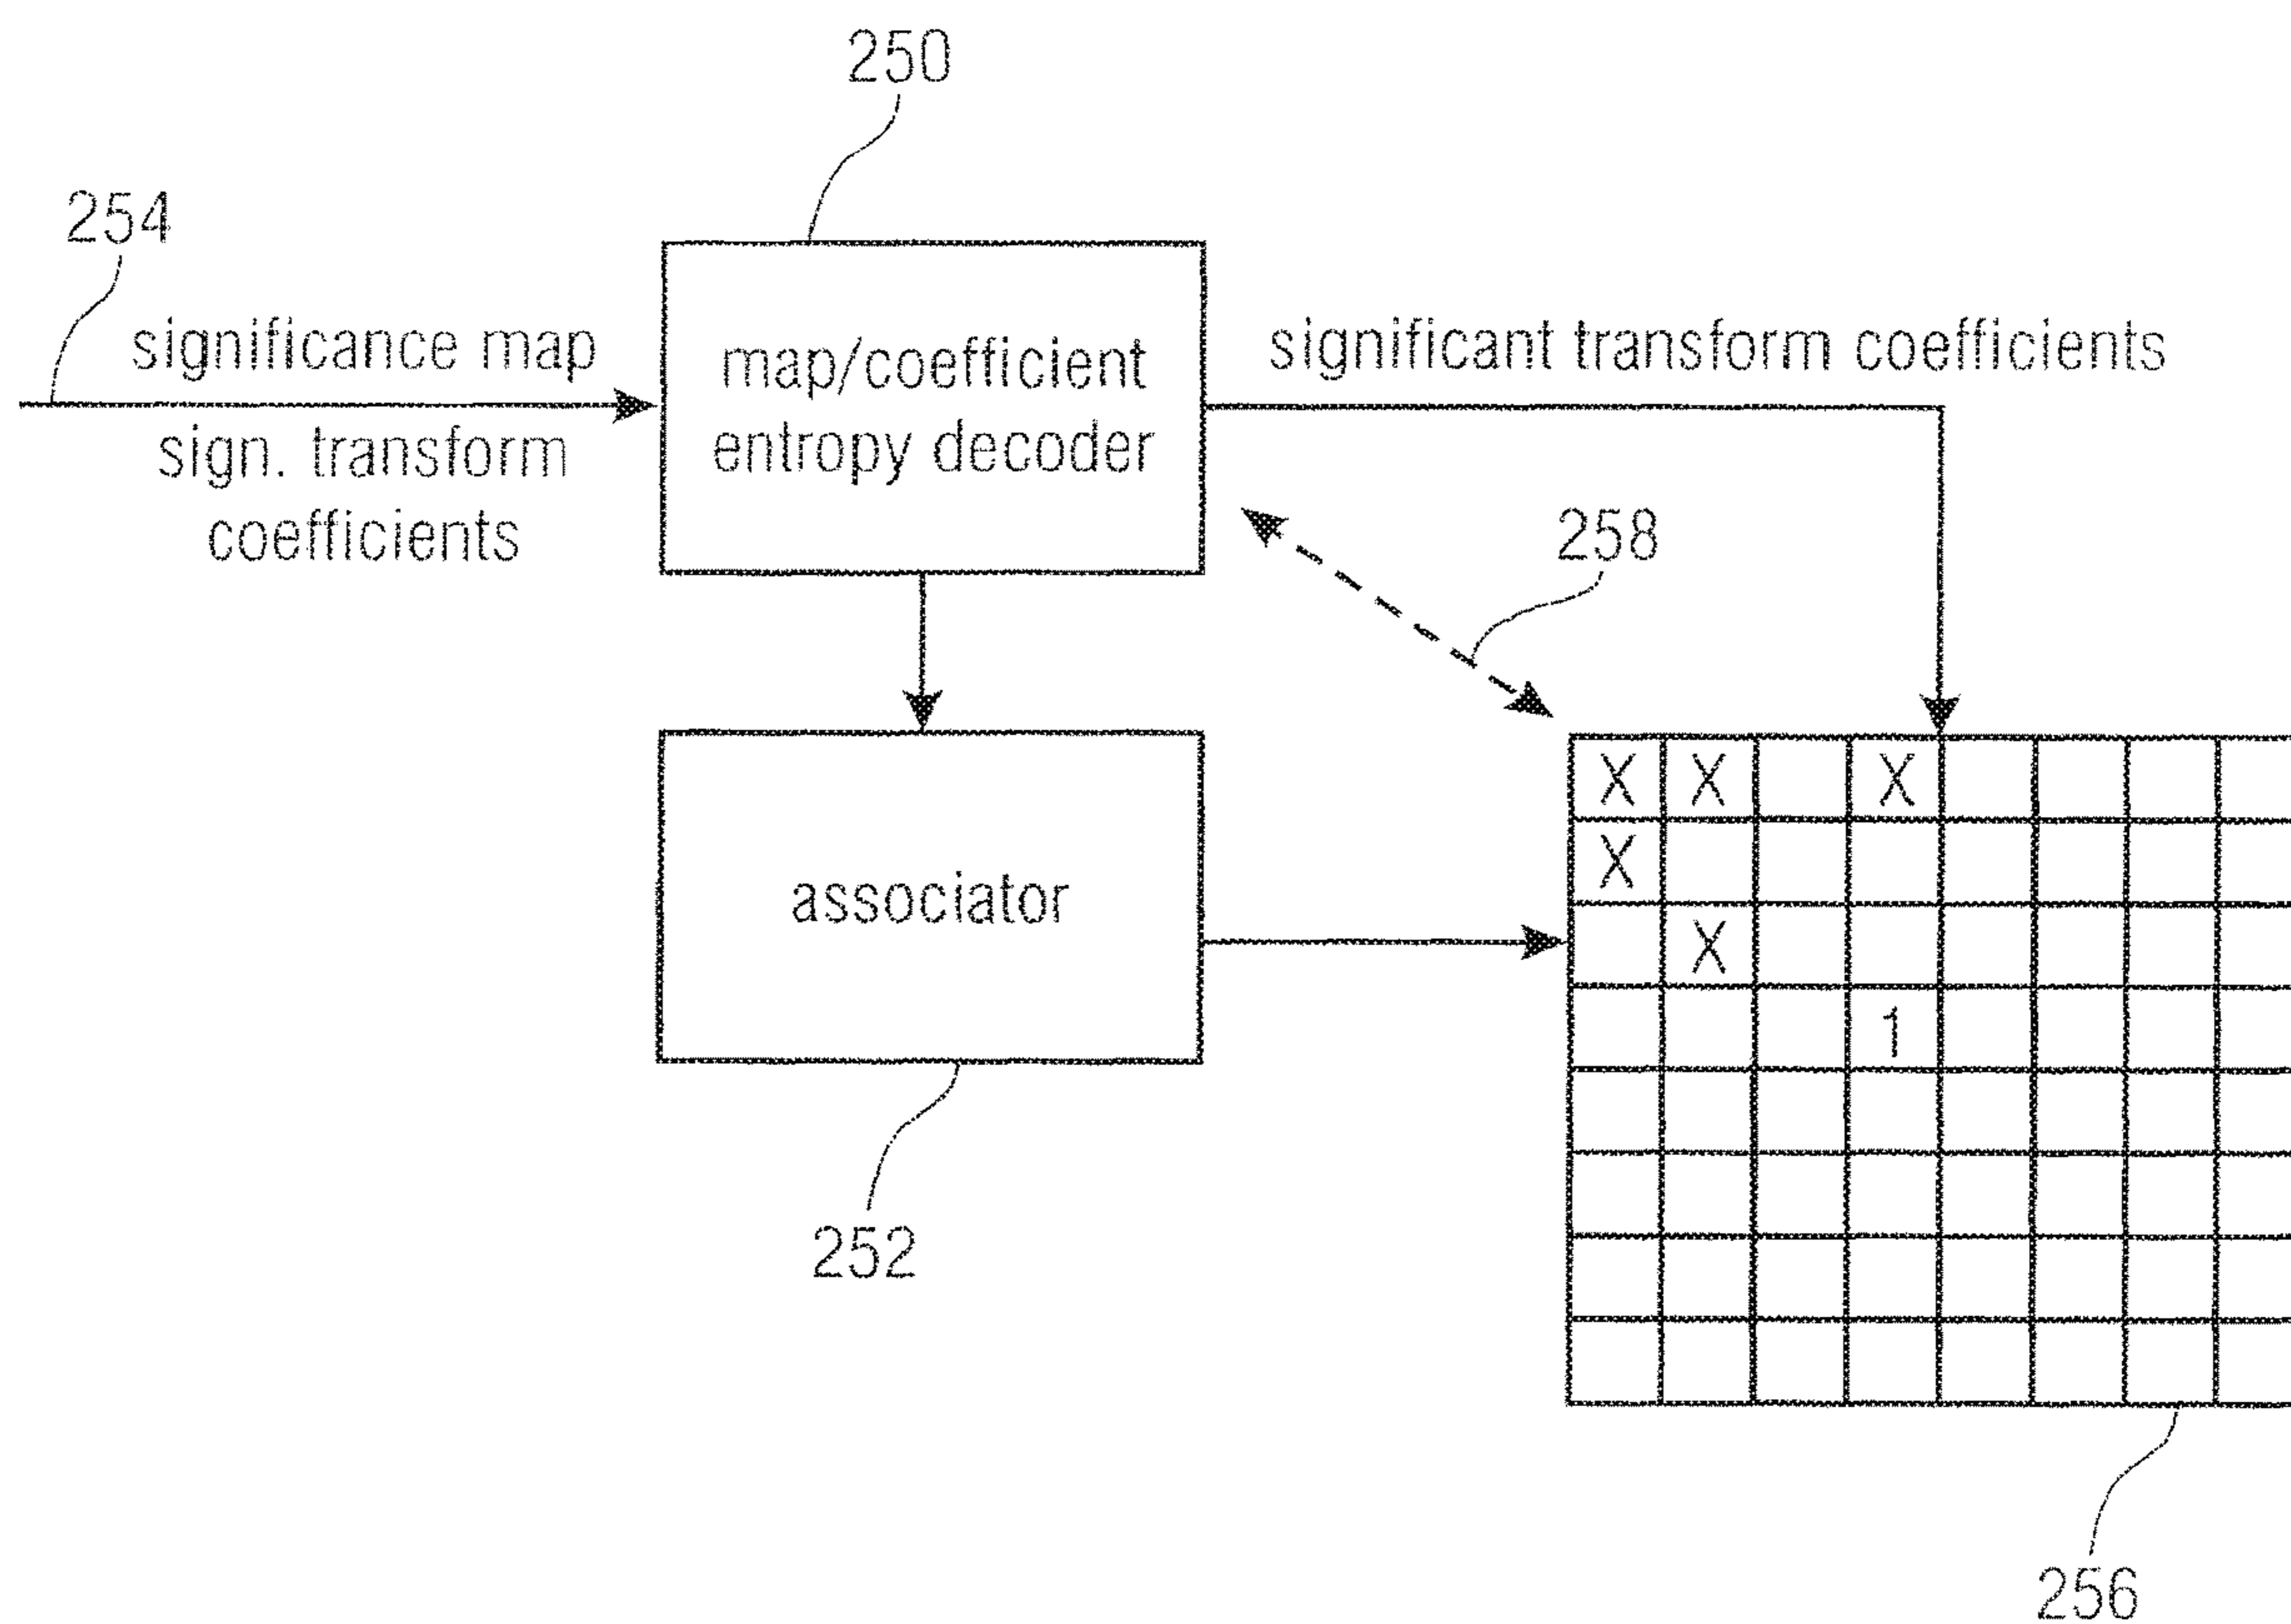 250
254
significance map
sign. transform
coefficients
map/coefficient
entropy decoder
significant transform coefficients
258
associator
X X X
X
X
1
252
256